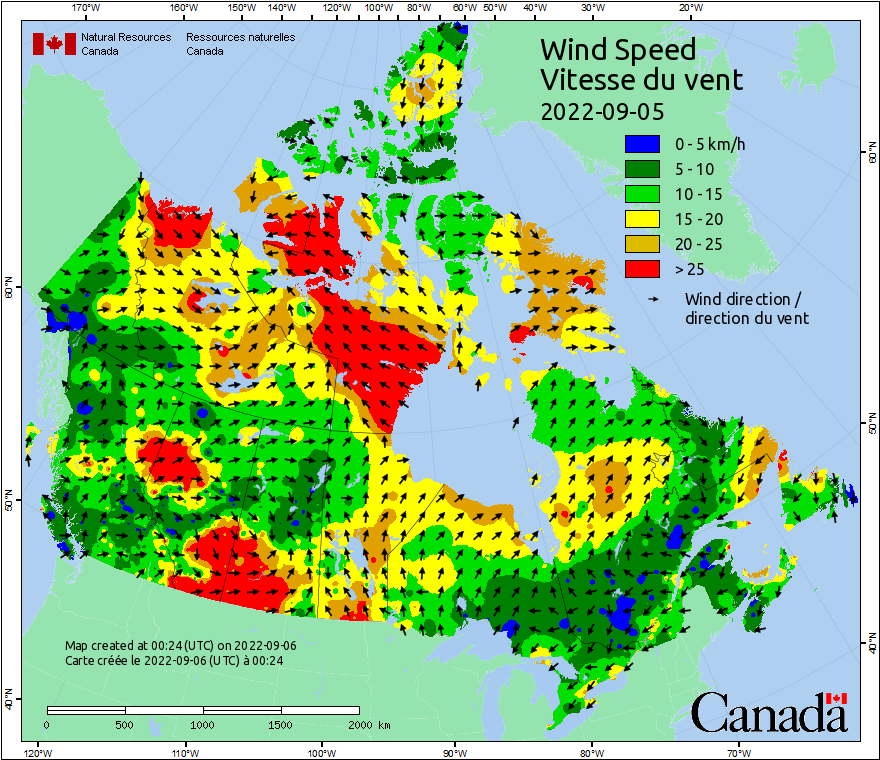 170°W 160°W 150°W 140°W 120°W 100°W 80°W 60°W 50°W 40°W 30°W 20°W
Natural Resources Ressources naturelles
Canada Canada
Wind Speed
Vitesse du vent
2022-09-05
0 - 5 km/h
5 - 10
10 - 15
15 - 20
20 - 25
> 25
Wind direction /
direction du vent
60°N
60°N
50°N
50°N
40°N
40°N
Map created at 00:24 (UTC) on 2022-09-06
Carte créée le 2022-09-06 (UTC) à 00:24
0 500 1000 1500 2000 km
Canada
120°W 110°W 100°W 90°W 80°W 70°W